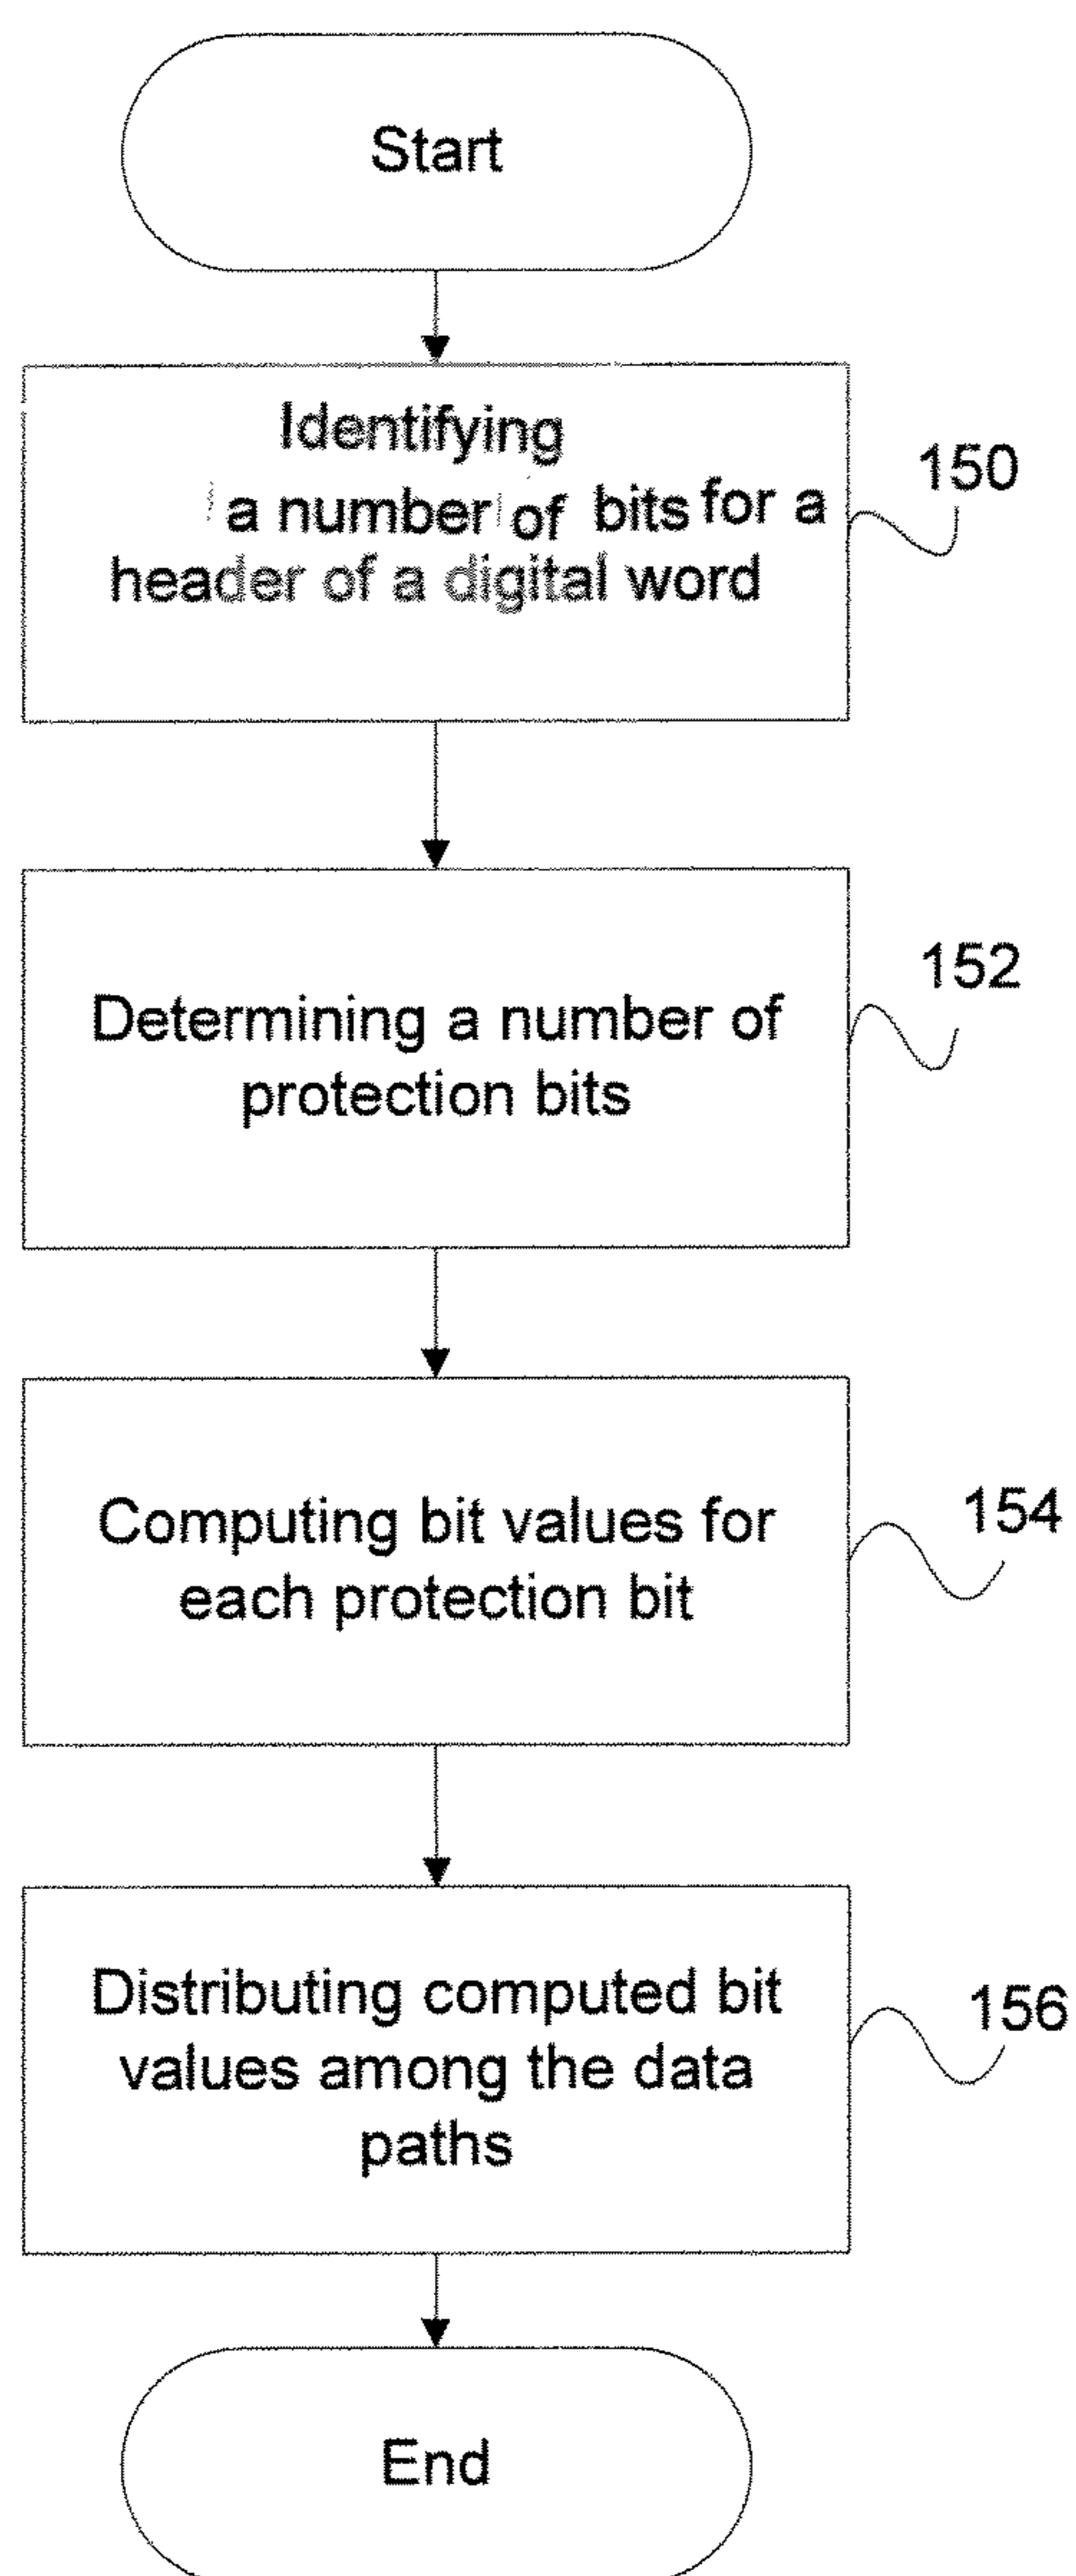 Start
Identifying
a number of bits for a
header of a digital word
150
Determining a number of
protection bits
152
Computing bit values for
each protection bit
154
Distributing computed bit
values among the data
paths
156
End